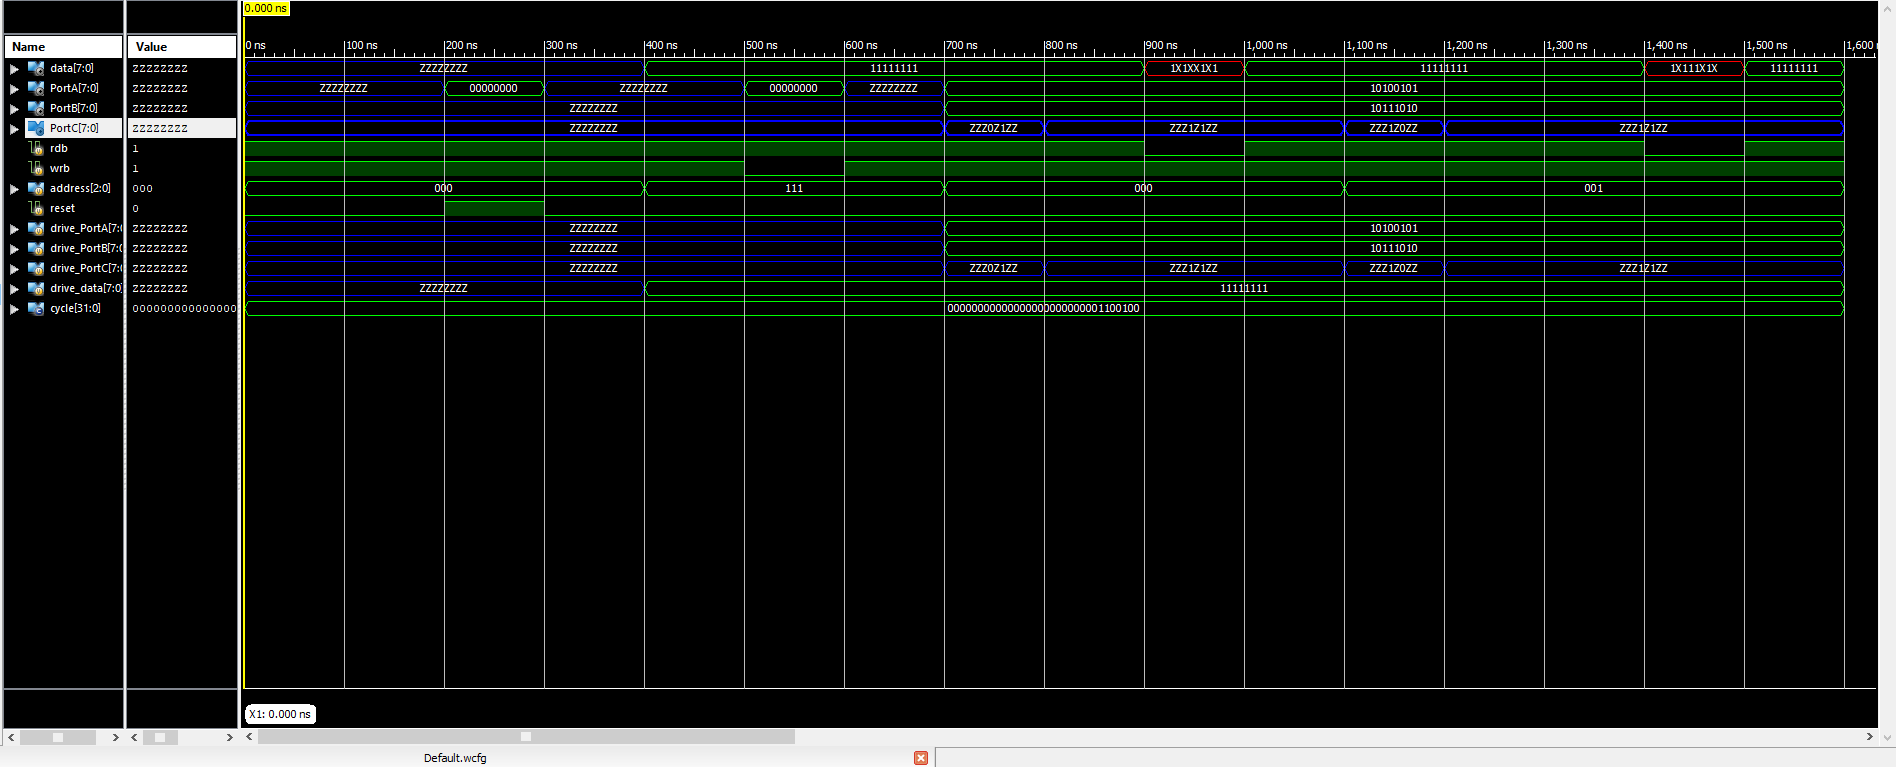 0.000 ns
Name Value 0 ns 100 ns 200 ns 300 ns 400 ns 500 ns 600 ns 700 ns 800 ns 900 ns 1,000 ns 1,100 ns 1,200 ns 1,300 ns 1,400 ns 1,500 ns 1,600
data[7:0] ZZZZZZZZ ZZZZZZZZ 11111111 1X1XX1X1 11111111 1X111X1X 11111111
PortA[7:0] ZZZZZZZZ ZZZZZZZZ 00000000 ZZZZZZZZ 00000000 ZZZZZZZZ 10100101
PortB[7:0] ZZZZZZZZ ZZZZZZZZ 10111010
PortC[7:0] ZZZZZZZZ ZZZZZZZZ ZZZ0Z1ZZ ZZZ1Z1ZZ ZZZ1Z0ZZ ZZZ1Z1ZZ
rdb 1
wrb 1
address[2:0] 000 000 111 000 001
reset 0
drive_PortA[7:0 ZZZZZZZZ ZZZZZZZZ 10100101
drive_PortB[7:0 ZZZZZZZZ ZZZZZZZZ 10111010
drive_PortC[7:0 ZZZZZZZZ ZZZZZZZZ ZZZ0Z1ZZ ZZZ1Z1ZZ ZZZ1Z0ZZ ZZZ1Z1ZZ
drive_data[7:0] ZZZZZZZZ ZZZZZZZZ 11111111
cycle[31:0] 000000000000000 00000000000000000000000001100100
X1: 0.000 ns
Default.wcfg